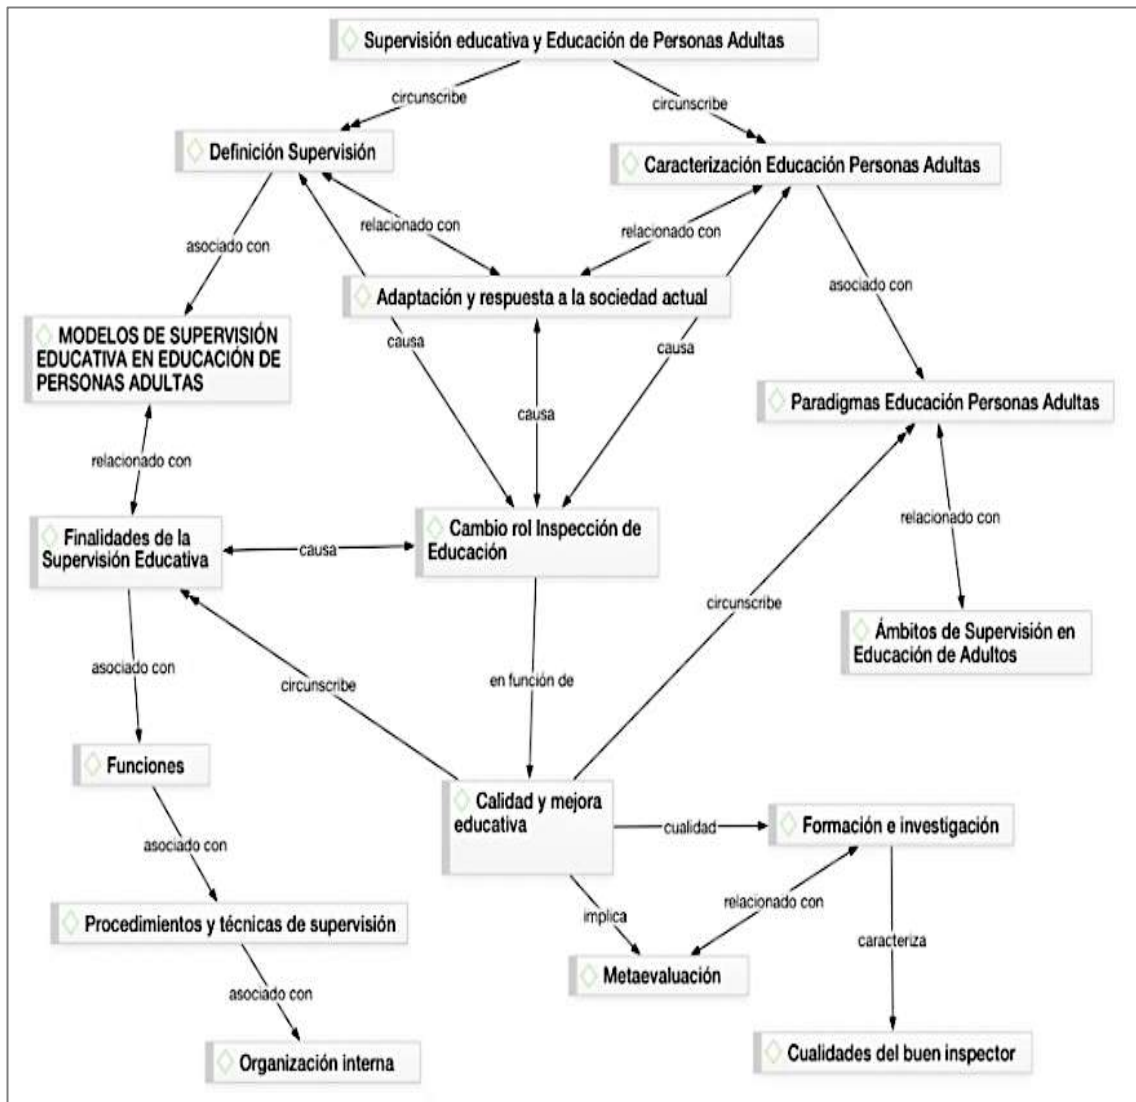 Supervisión educativa y Educación de Personas Adultas
circunscribe
circunscribe
Definición Supervisión
Caracterización Educación Personas Adultas
relacionado con
relacionado con
asociado con
asociado con
Adaptación y respuesta a la sociedad actual
MODELOS DE SUPERVISIÓN
EDUCATIVA EN EDUCACIÓN DE
PERSONAS ADULTAS
causa
causa
causa
Paradigmas Educación Personas Adultas
relacionado con
relacionado con
Finalidades de la
Supervisión Educativa
causa
Cambio rol Inspección de
Educación
circunscribe
Ámbitos de Supervisión en
Educación de Adultos
asociado con
circunscribe
en función de
Funciones
Calidad y mejora
educativa
cualidad
Formación e investigación
asociado con
relacionado con
implica
caracteriza
Procedimientos y técnicas de supervisión
Metaevaluación
asociado con
Organización interna
Cualidades del buen inspector